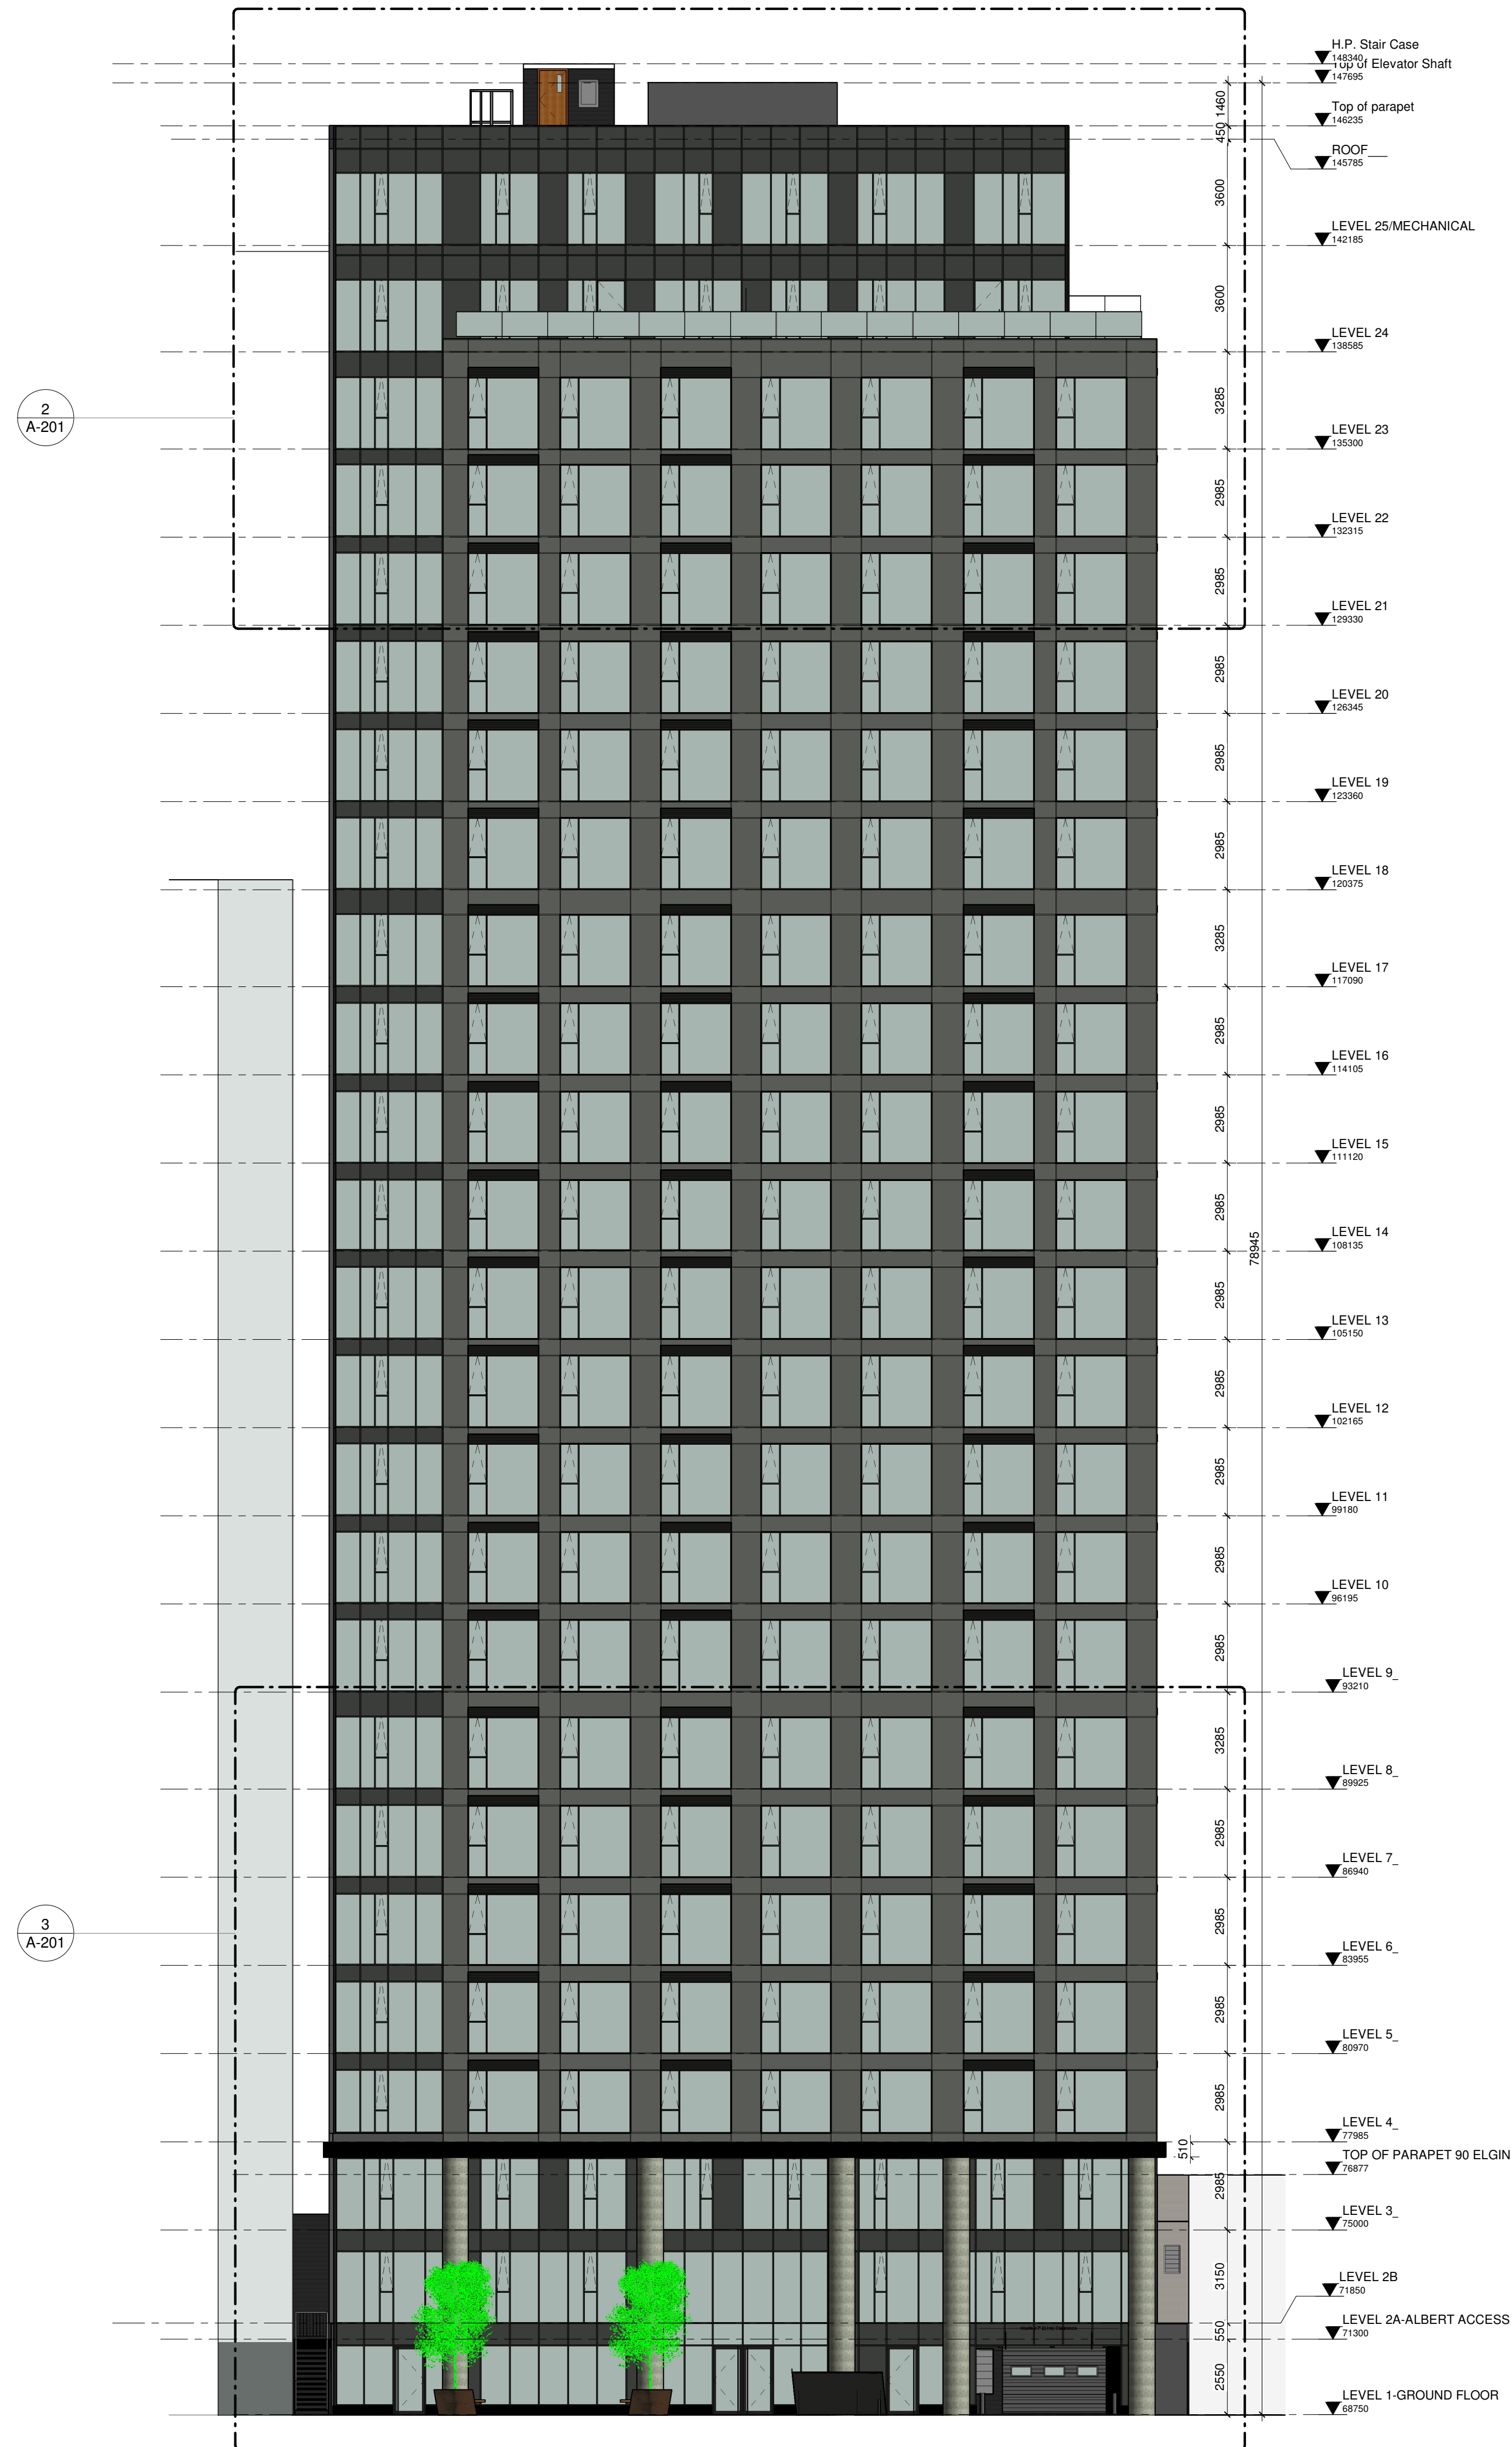 H.P. Stair Case
148340
Top of Elevator Shaft
147695
1460
Top of parapet
146235
450
ROOF
145785
3600
LEVEL 25/MECHANICAL
142185
3600
LEVEL 24
138585
3285
2
A-201
LEVEL 23
135300
2985
LEVEL 22
132315
2985
LEVEL 21
129330
2985
LEVEL 20
126345
2985
LEVEL 19
123360
2985
LEVEL 18
120375
3285
LEVEL 17
117090
2985
LEVEL 16
114105
2985
LEVEL 15
111120
2985
LEVEL 14
108135
78945
2985
LEVEL 13
105150
2985
LEVEL 12
102165
2985
LEVEL 11
99180
2985
LEVEL 10
96195
2985
LEVEL 9_
93210
3285
LEVEL 8_
89925
2985
LEVEL 7_
86940
2985
3
A-201
LEVEL 6_
83955
2985
LEVEL 5_
80970
2985
LEVEL 4_
77985
510
TOP OF PARAPET 90 ELGIN
76877
2985
LEVEL 3_
75000
3150
LEVEL 2B
71850
550
LEVEL 2A-ALBERT ACCESS
71300
2550
LEVEL 1-GROUND FLOOR
68750